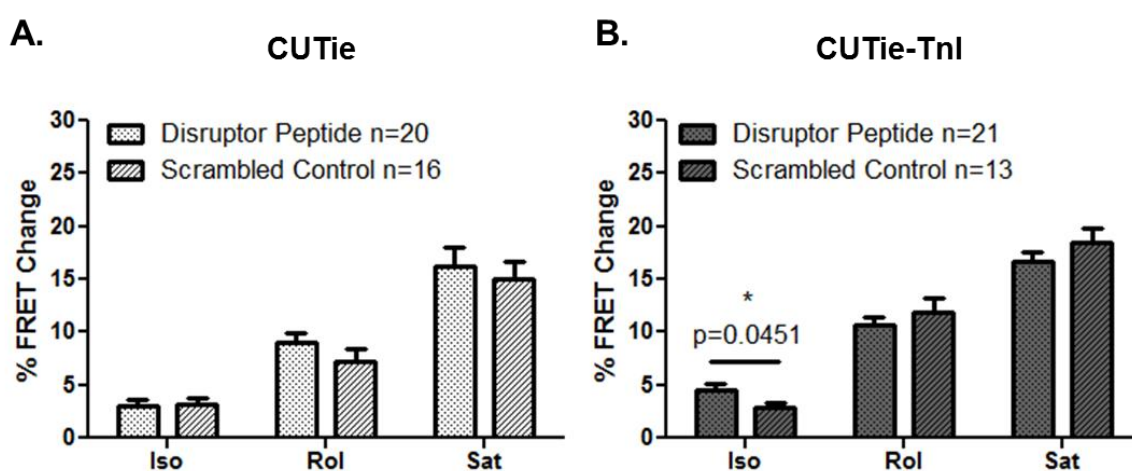 A.
CUTie
% FRET Change
30
25
20
15
10
5
0
Disruptor Peptide n=20
Scrambled Control n=16
Iso
Rol
Sat
B.
CUTie-TnI
% FRET Change
30
25
20
15
10
5
0
Disruptor Peptide n=21
Scrambled Control n=13
*
p=0.0451
Iso
Rol
Sat